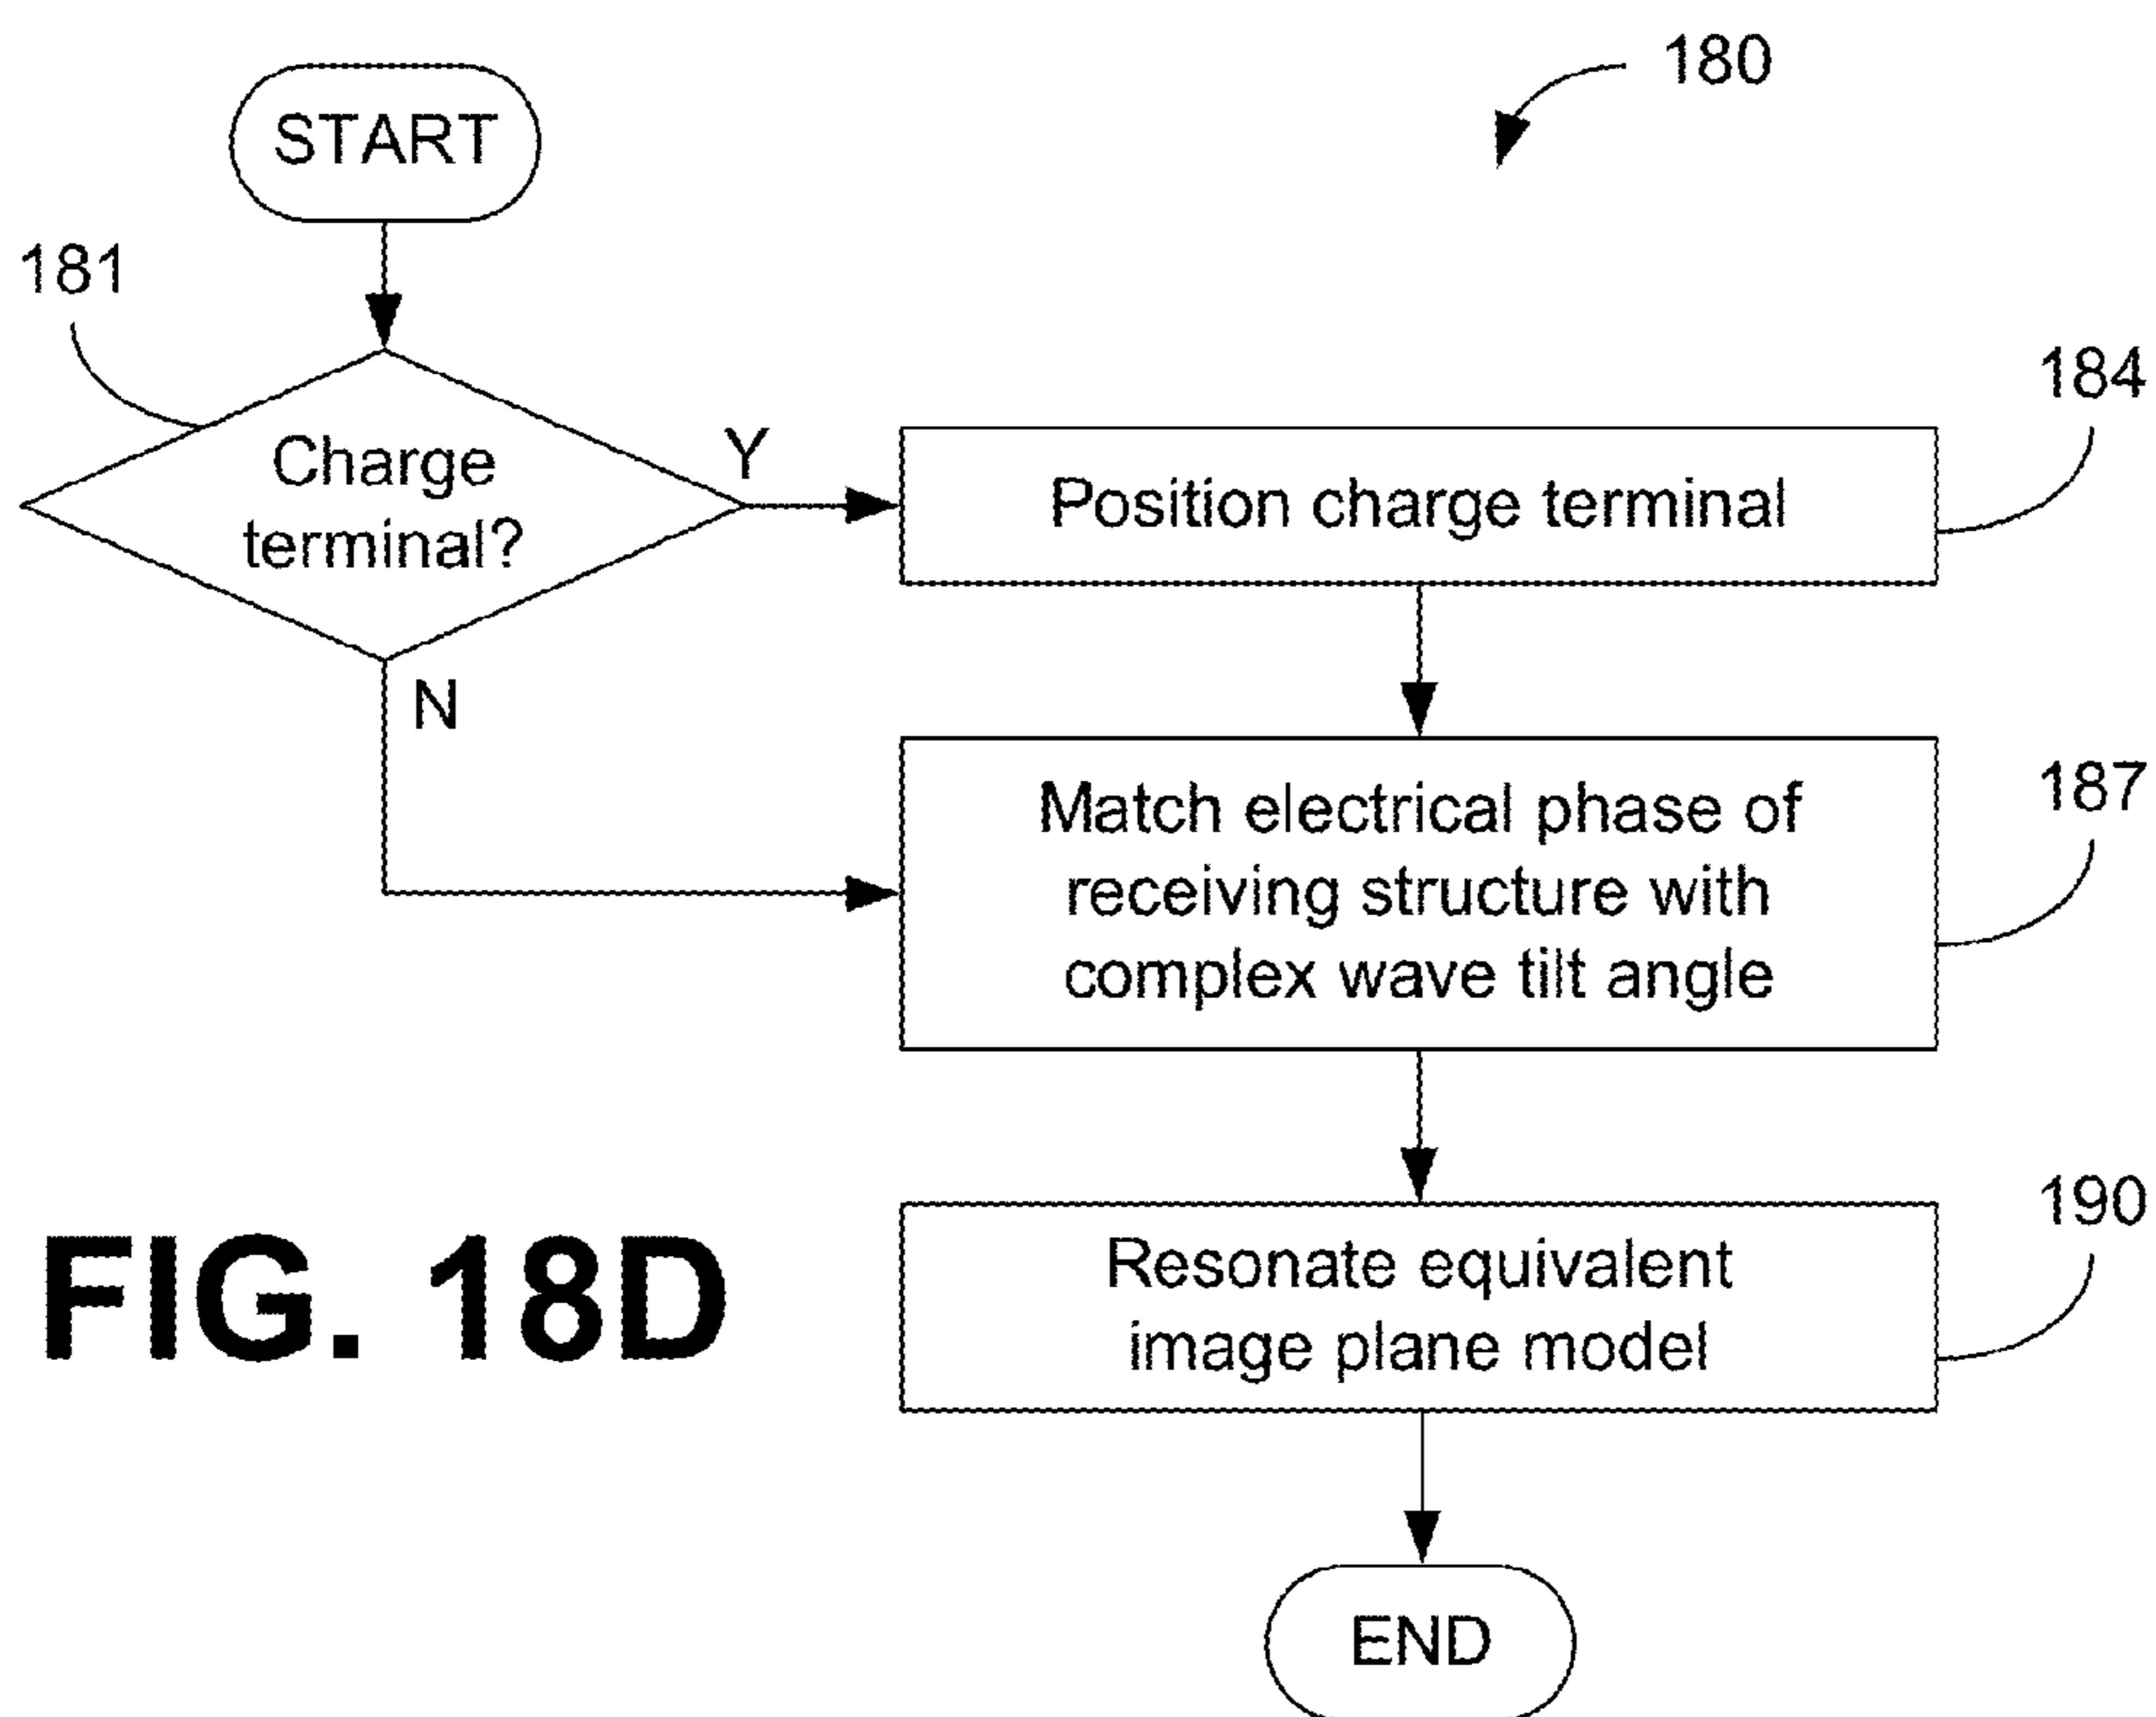 180
START
181
Charge
terminal?
Y
N
184
Position charge terminal
187
Match electrical phase of
receiving structure with
complex wave tilt angle
190
Resonate equivalent
image plane model
END
FIG. 18D